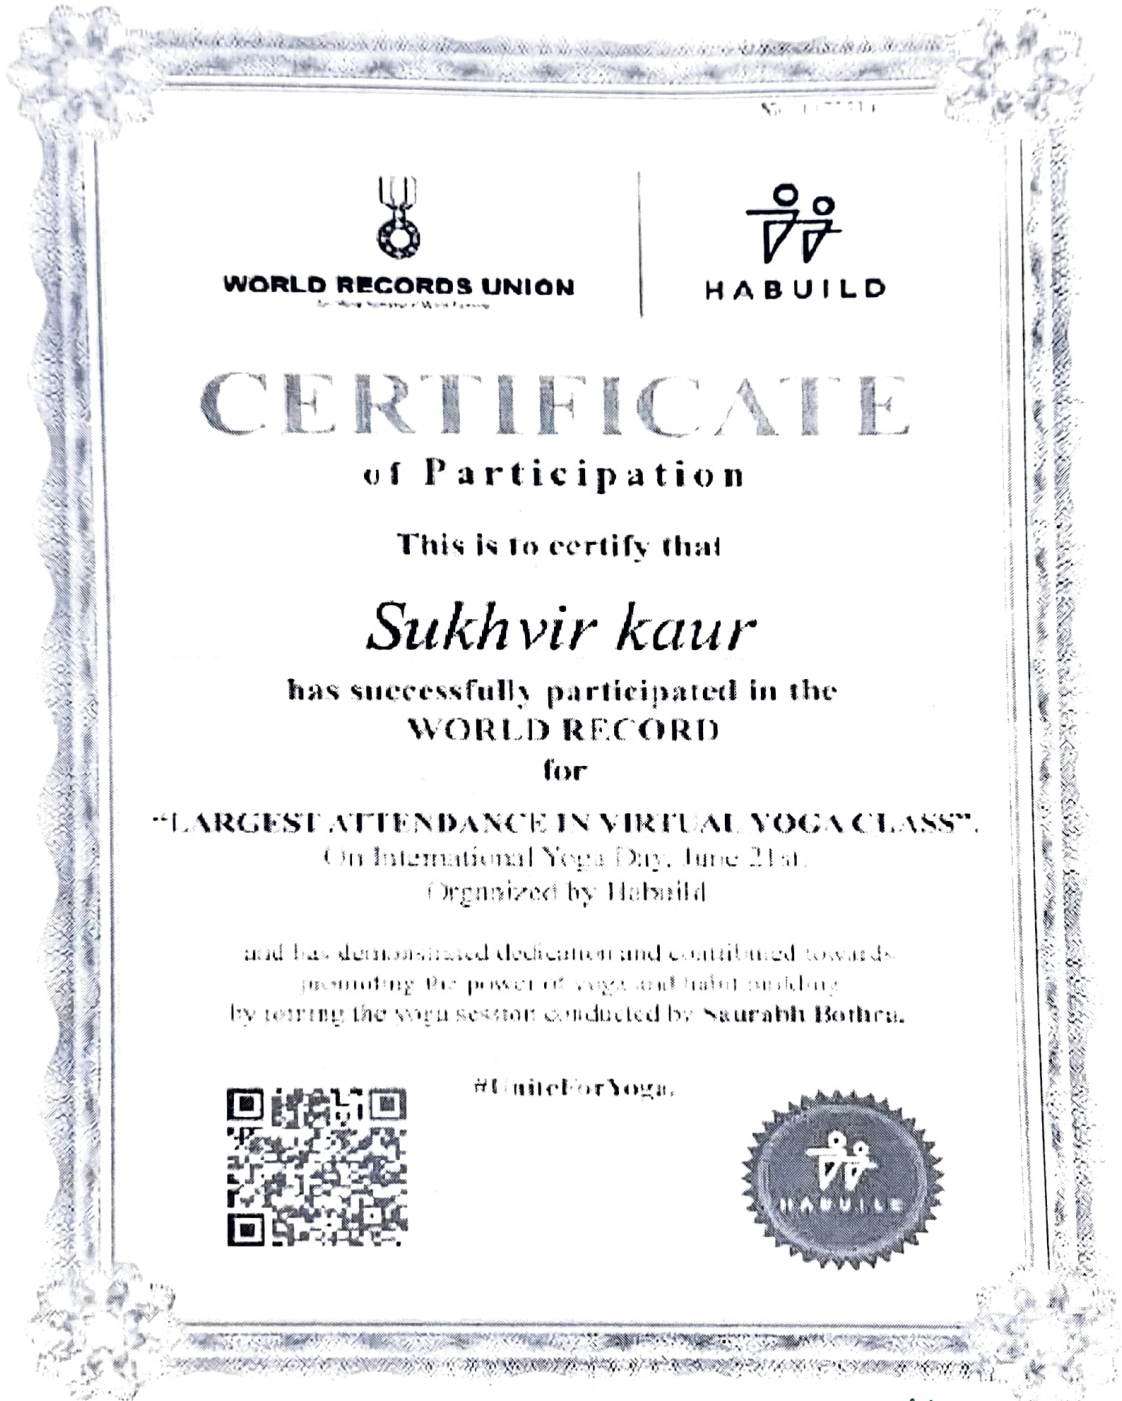 WORLD RECORDS UNION
HABUILD
CERTIFICATE
of Participation
This is to certify that
Sukhvir kaur
has successfully participated in the
WORLD RECORD
for
“LARGEST ATTENDANCE IN VIRTUAL YOGA CLASS”.
On International Yoga Day, June 21st.
Organized by Habuild
and has demonstrated dedication and contributed towards
promoting the power of yoga and habit building
by joining the yoga session conducted by Saurabh Bothra.
#UniteForYoga.
HABUILD